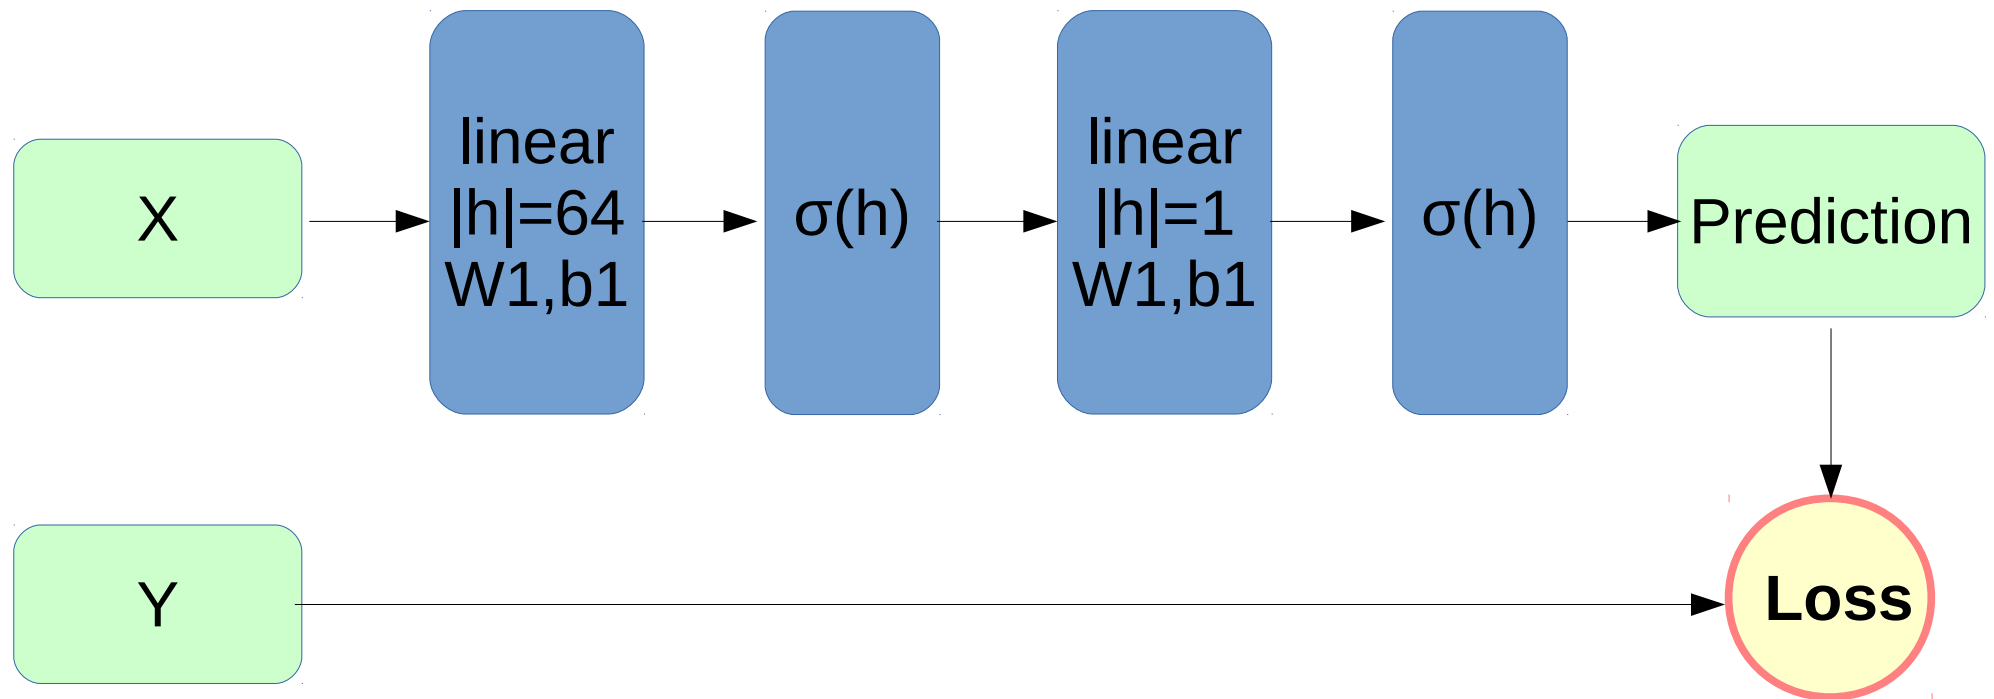 X
linear
|h|=64
W1,b1
σ(h)
linear
|h|=1
W1,b1
σ(h)
Prediction
Y
Loss